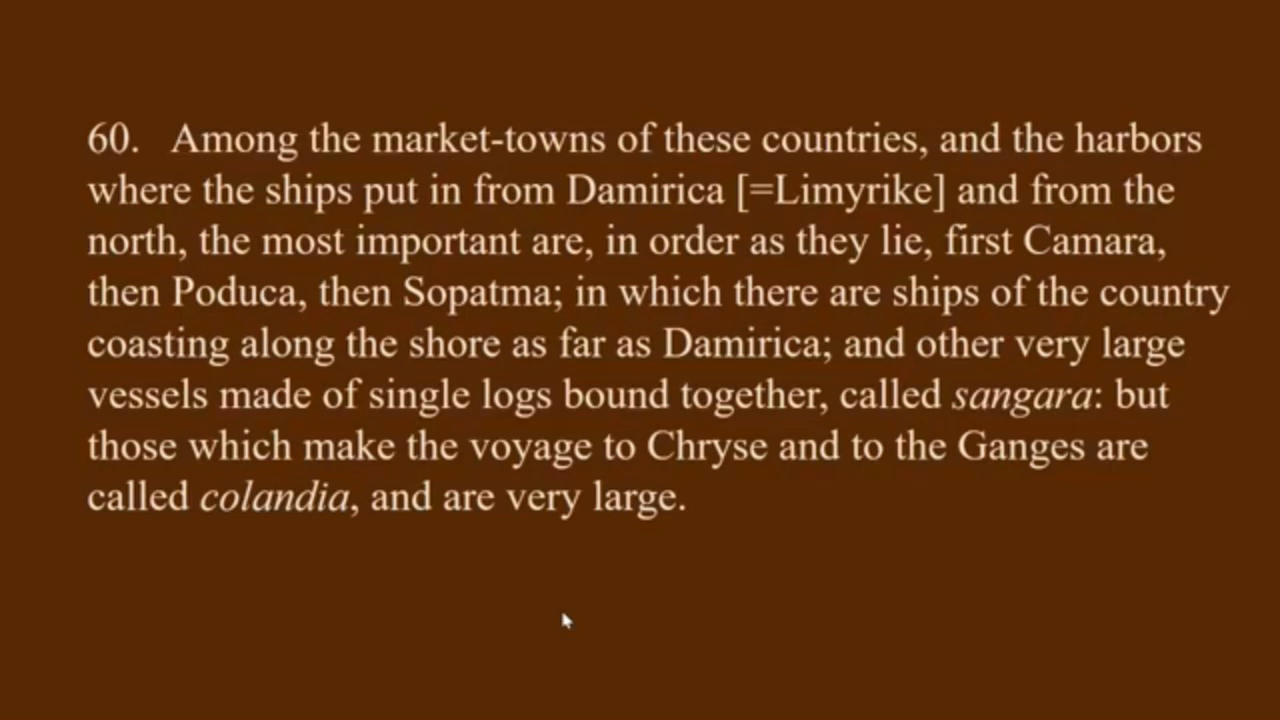 60. Among the market-towns of these countries, and the harbors
where the ships put in from Damirica [=Limyrike] and from the
north, the most important are, in order as they lie, first Camara,
then Poduca, then Sopatma; in which there are ships of the country
coasting along the shore as far as Damirica; and other very large
vessels made of single logs bound together, called sangara: but
those which make the voyage to Chryse and to the Ganges are
called colandia, and are very large.